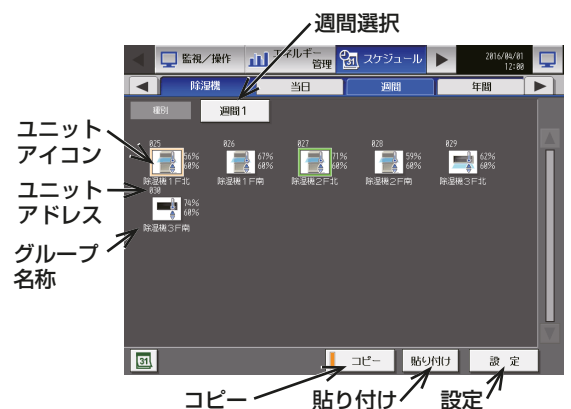 週間選択
監視／操作
エネルギー
管理
31
スケジュール
2016/04/01
12:00
除湿機
当日
週間
年間
種別
週間1
ユニット
アイコン
025
56%
60%
除湿機1F北
026
67%
60%
除湿機1F南
027
71%
60%
除湿機2F北
028
59%
60%
除湿機2F南
029
62%
60%
除湿機3F北
ユニット
アドレス
030
74%
60%
除湿機3F南
グループ
名称
31
コピー
貼り付け
設 定
コピー
貼り付け
設定